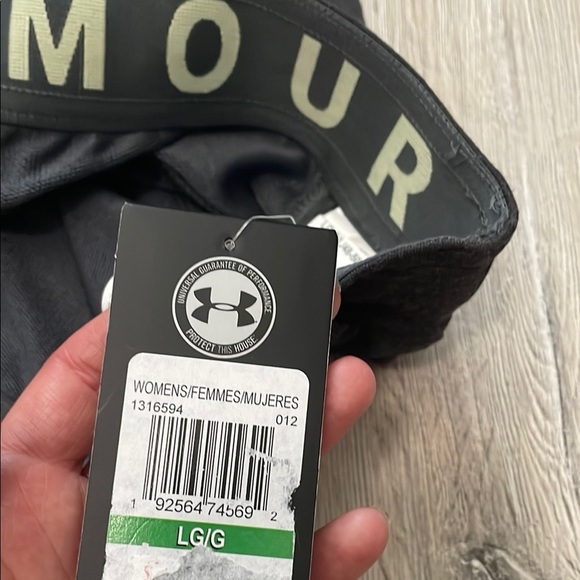 MOUR
UNIVERSAL GUARANTEE OF PERFORMANCE
PROTECT THIS HOUSE
WOMENS/FEMMES/MUJERES
1316594 012
1 92564 74569 2
LG/G